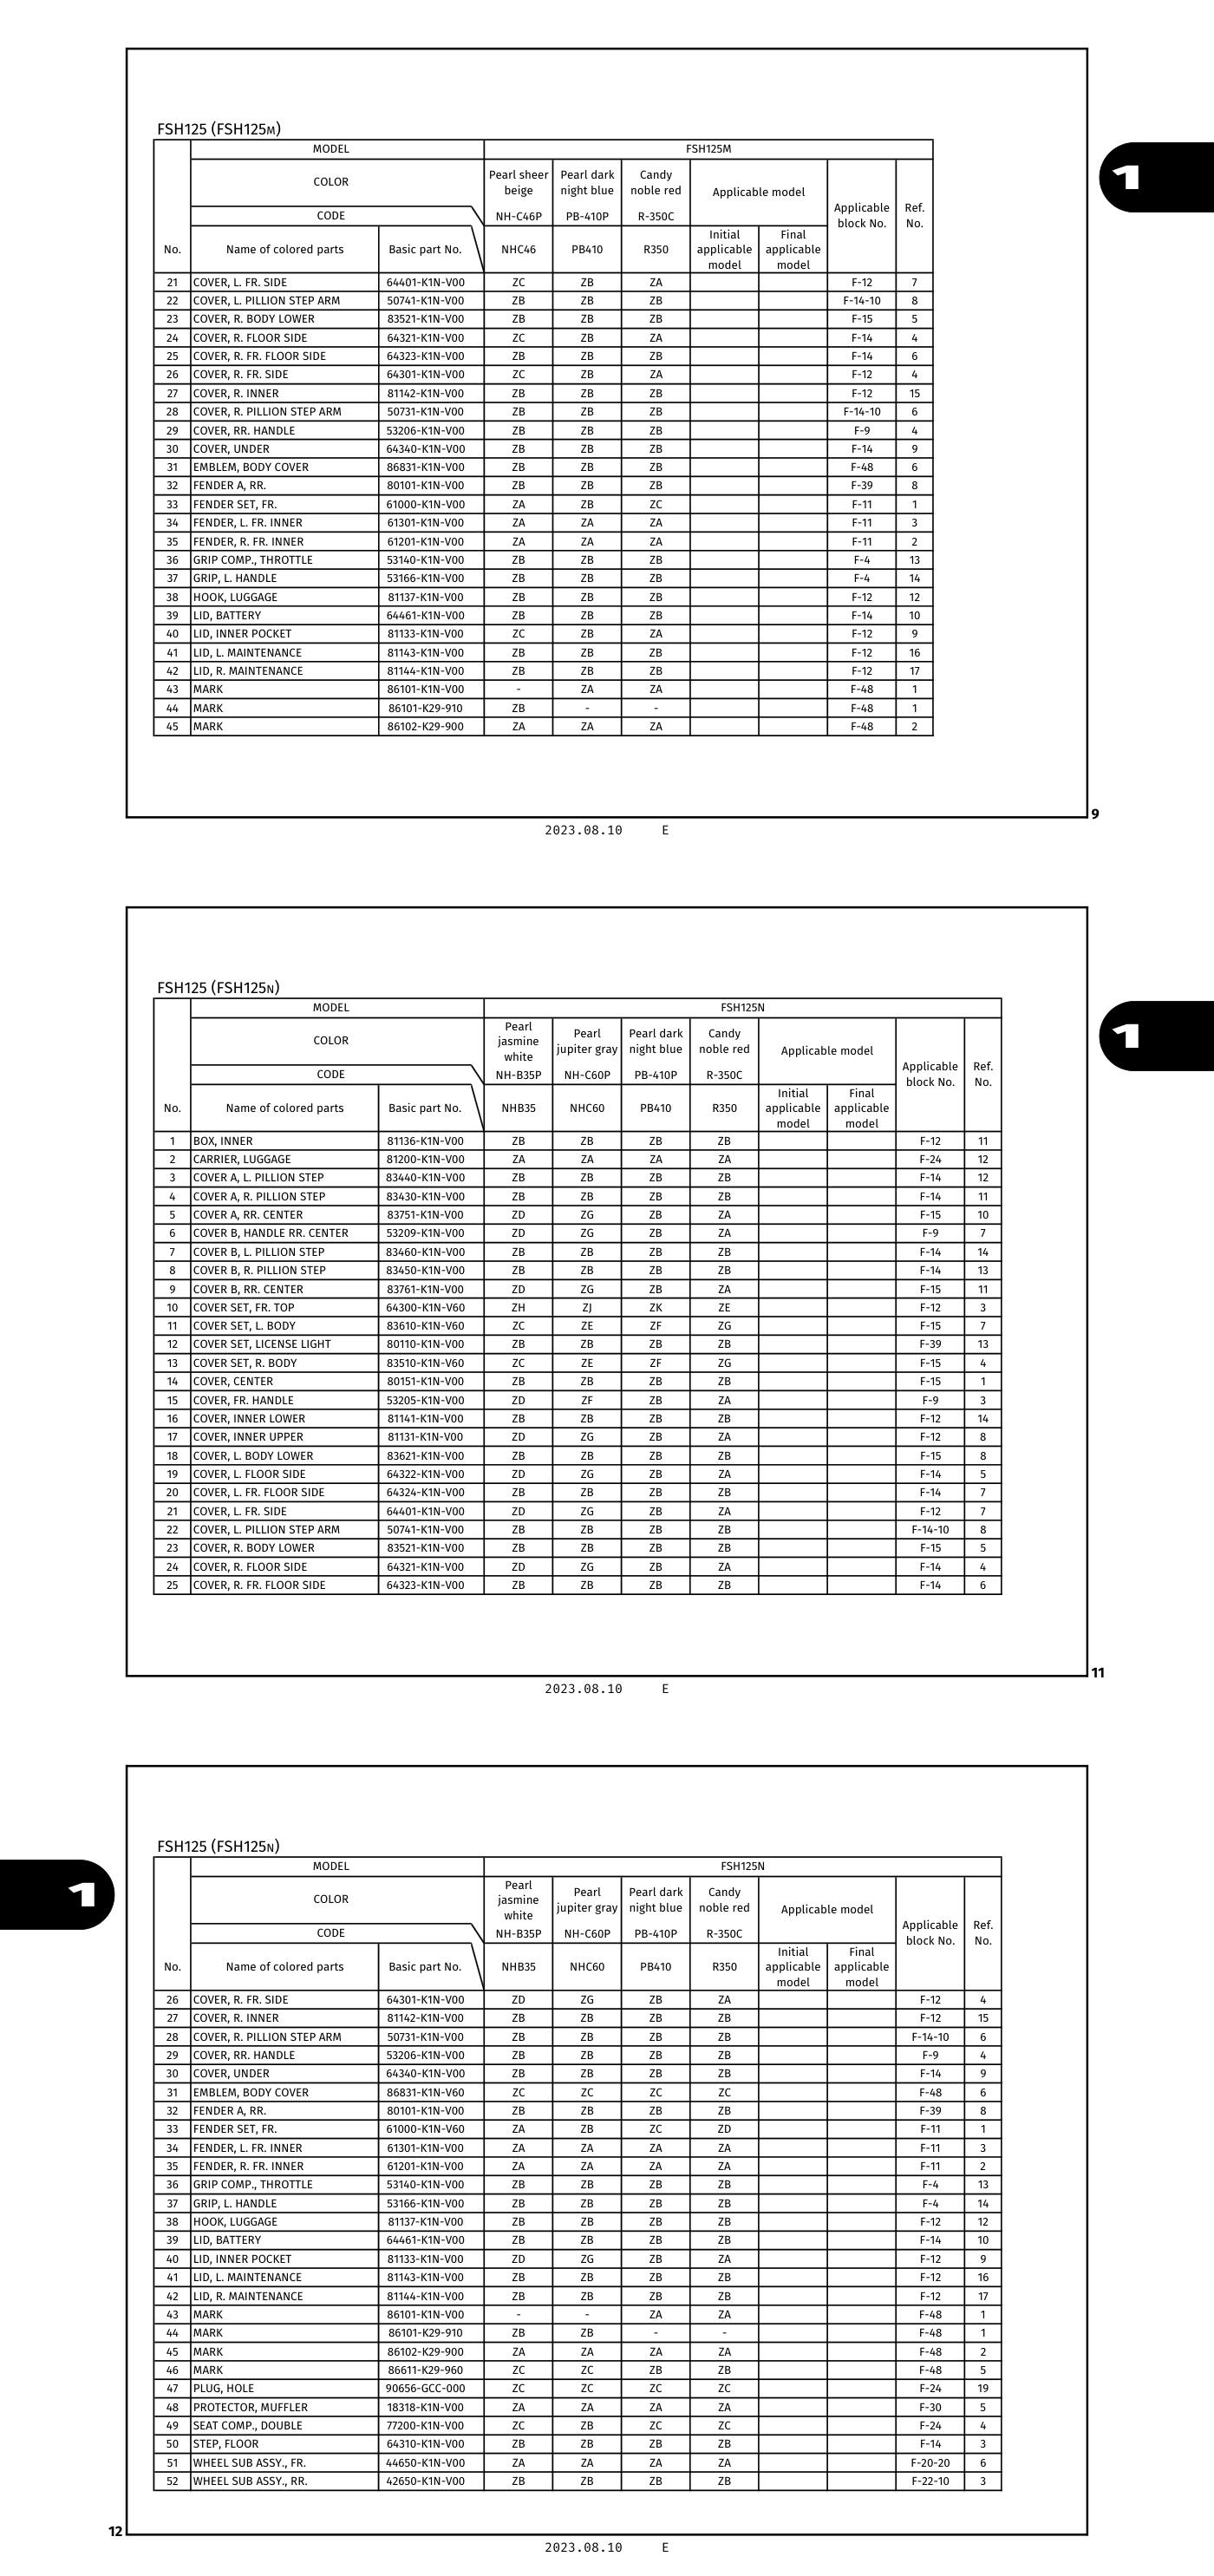 FSH125 (FSH125M)
MODEL FSH125M
COLOR Pearl sheer beige Pearl dark night blue Candy noble red Applicable model Applicable block No. Ref. No.
CODE NH-C46P PB-410P R-350C
No. Name of colored parts Basic part No. NHC46 PB410 R350 Initial applicable model Final applicable model
21 COVER, L. FR. SIDE 64401-K1N-V00 ZC ZB ZA F-12 7
22 COVER, L. PILLION STEP ARM 50741-K1N-V00 ZB ZB ZB F-14-10 8
23 COVER, R. BODY LOWER 83521-K1N-V00 ZB ZB ZB F-15 5
24 COVER, R. FLOOR SIDE 64321-K1N-V00 ZC ZB ZA F-14 4
25 COVER, R. FR. FLOOR SIDE 64323-K1N-V00 ZB ZB ZB F-14 6
26 COVER, R. FR. SIDE 64301-K1N-V00 ZC ZB ZA F-12 4
27 COVER, R. INNER 81142-K1N-V00 ZB ZB ZB F-12 15
28 COVER, R. PILLION STEP ARM 50731-K1N-V00 ZB ZB ZB F-14-10 6
29 COVER, RR. HANDLE 53206-K1N-V00 ZB ZB ZB F-9 4
30 COVER, UNDER 64340-K1N-V00 ZB ZB ZB F-14 9
31 EMBLEM, BODY COVER 86831-K1N-V00 ZB ZB ZB F-48 6
32 FENDER A, RR. 80101-K1N-V00 ZB ZB ZB F-39 8
33 FENDER SET, FR. 61000-K1N-V00 ZA ZB ZC F-11 1
34 FENDER, L. FR. INNER 61301-K1N-V00 ZA ZA ZA F-11 3
35 FENDER, R. FR. INNER 61201-K1N-V00 ZA ZA ZA F-11 2
36 GRIP COMP., THROTTLE 53140-K1N-V00 ZB ZB ZB F-4 13
37 GRIP, L. HANDLE 53166-K1N-V00 ZB ZB ZB F-4 14
38 HOOK, LUGGAGE 81137-K1N-V00 ZB ZB ZB F-12 12
39 LID, BATTERY 64461-K1N-V00 ZB ZB ZB F-14 10
40 LID, INNER POCKET 81133-K1N-V00 ZC ZB ZA F-12 9
41 LID, L. MAINTENANCE 81143-K1N-V00 ZB ZB ZB F-12 16
42 LID, R. MAINTENANCE 81144-K1N-V00 ZB ZB ZB F-12 17
43 MARK 86101-K1N-V00 - ZA ZA F-48 1
44 MARK 86101-K29-910 ZB - - F-48 1
45 MARK 86102-K29-900 ZA ZA ZA F-48 2
1
9
2023.08.10 E
FSH125 (FSH125N)
MODEL FSH125N
COLOR Pearl jasmine white Pearl jupiter gray Pearl dark night blue Candy noble red Applicable model Applicable block No. Ref. No.
CODE NH-B35P NH-C60P PB-410P R-350C
No. Name of colored parts Basic part No. NHB35 NHC60 PB410 R350 Initial applicable model Final applicable model
1 BOX, INNER 81136-K1N-V00 ZB ZB ZB ZB F-12 11
2 CARRIER, LUGGAGE 81200-K1N-V00 ZA ZA ZA ZA F-24 12
3 COVER A, L. PILLION STEP 83440-K1N-V00 ZB ZB ZB ZB F-14 12
4 COVER A, R. PILLION STEP 83430-K1N-V00 ZB ZB ZB ZB F-14 11
5 COVER A, RR. CENTER 83751-K1N-V00 ZD ZG ZB ZA F-15 10
6 COVER B, HANDLE RR. CENTER 53209-K1N-V00 ZD ZG ZB ZA F-9 7
7 COVER B, L. PILLION STEP 83460-K1N-V00 ZB ZB ZB ZB F-14 14
8 COVER B, R. PILLION STEP 83450-K1N-V00 ZB ZB ZB ZB F-14 13
9 COVER B, RR. CENTER 83761-K1N-V00 ZD ZG ZB ZA F-15 11
10 COVER SET, FR. TOP 64300-K1N-V60 ZH ZJ ZK ZE F-12 3
11 COVER SET, L. BODY 83610-K1N-V60 ZC ZE ZF ZG F-15 7
12 COVER SET, LICENSE LIGHT 80110-K1N-V00 ZB ZB ZB ZB F-39 13
13 COVER SET, R. BODY 83510-K1N-V60 ZC ZE ZF ZG F-15 4
14 COVER, CENTER 80151-K1N-V00 ZB ZB ZB ZB F-15 1
15 COVER, FR. HANDLE 53205-K1N-V00 ZD ZF ZB ZA F-9 3
16 COVER, INNER LOWER 81141-K1N-V00 ZB ZB ZB ZB F-12 14
17 COVER, INNER UPPER 81131-K1N-V00 ZD ZG ZB ZA F-12 8
18 COVER, L. BODY LOWER 83621-K1N-V00 ZB ZB ZB ZB F-15 8
19 COVER, L. FLOOR SIDE 64322-K1N-V00 ZD ZG ZB ZA F-14 5
20 COVER, L. FR. FLOOR SIDE 64324-K1N-V00 ZB ZB ZB ZB F-14 7
21 COVER, L. FR. SIDE 64401-K1N-V00 ZD ZG ZB ZA F-12 7
22 COVER, L. PILLION STEP ARM 50741-K1N-V00 ZB ZB ZB ZB F-14-10 8
23 COVER, R. BODY LOWER 83521-K1N-V00 ZB ZB ZB ZB F-15 5
24 COVER, R. FLOOR SIDE 64321-K1N-V00 ZD ZG ZB ZA F-14 4
25 COVER, R. FR. FLOOR SIDE 64323-K1N-V00 ZB ZB ZB ZB F-14 6
1
11
2023.08.10 E
FSH125 (FSH125N)
MODEL FSH125N
COLOR Pearl jasmine white Pearl jupiter gray Pearl dark night blue Candy noble red Applicable model Applicable block No. Ref. No.
CODE NH-B35P NH-C60P PB-410P R-350C
No. Name of colored parts Basic part No. NHB35 NHC60 PB410 R350 Initial applicable model Final applicable model
26 COVER, R. FR. SIDE 64301-K1N-V00 ZD ZG ZB ZA F-12 4
27 COVER, R. INNER 81142-K1N-V00 ZB ZB ZB ZB F-12 15
28 COVER, R. PILLION STEP ARM 50731-K1N-V00 ZB ZB ZB ZB F-14-10 6
29 COVER, RR. HANDLE 53206-K1N-V00 ZB ZB ZB ZB F-9 4
30 COVER, UNDER 64340-K1N-V00 ZB ZB ZB ZB F-14 9
31 EMBLEM, BODY COVER 86831-K1N-V60 ZC ZC ZC ZC F-48 6
32 FENDER A, RR. 80101-K1N-V00 ZB ZB ZB ZB F-39 8
33 FENDER SET, FR. 61000-K1N-V60 ZA ZB ZC ZD F-11 1
34 FENDER, L. FR. INNER 61301-K1N-V00 ZA ZA ZA ZA F-11 3
35 FENDER, R. FR. INNER 61201-K1N-V00 ZA ZA ZA ZA F-11 2
36 GRIP COMP., THROTTLE 53140-K1N-V00 ZB ZB ZB ZB F-4 13
37 GRIP, L. HANDLE 53166-K1N-V00 ZB ZB ZB ZB F-4 14
38 HOOK, LUGGAGE 81137-K1N-V00 ZB ZB ZB ZB F-12 12
39 LID, BATTERY 64461-K1N-V00 ZB ZB ZB ZB F-14 10
40 LID, INNER POCKET 81133-K1N-V00 ZD ZG ZB ZA F-12 9
41 LID, L. MAINTENANCE 81143-K1N-V00 ZB ZB ZB ZB F-12 16
42 LID, R. MAINTENANCE 81144-K1N-V00 ZB ZB ZB ZB F-12 17
43 MARK 86101-K1N-V00 - - ZA ZA F-48 1
44 MARK 86101-K29-910 ZB ZB - - F-48 1
45 MARK 86102-K29-900 ZA ZA ZA ZA F-48 2
46 MARK 86611-K29-960 ZC ZC ZB ZB F-48 5
47 PLUG, HOLE 90656-GCC-000 ZC ZC ZC ZC F-24 19
48 PROTECTOR, MUFFLER 18318-K1N-V00 ZA ZA ZA ZA F-30 5
49 SEAT COMP., DOUBLE 77200-K1N-V00 ZC ZB ZC ZC F-24 4
50 STEP, FLOOR 64310-K1N-V00 ZB ZB ZB ZB F-14 3
51 WHEEL SUB ASSY., FR. 44650-K1N-V00 ZA ZA ZA ZA F-20-20 6
52 WHEEL SUB ASSY., RR. 42650-K1N-V00 ZB ZB ZB ZB F-22-10 3
1
12
2023.08.10 E